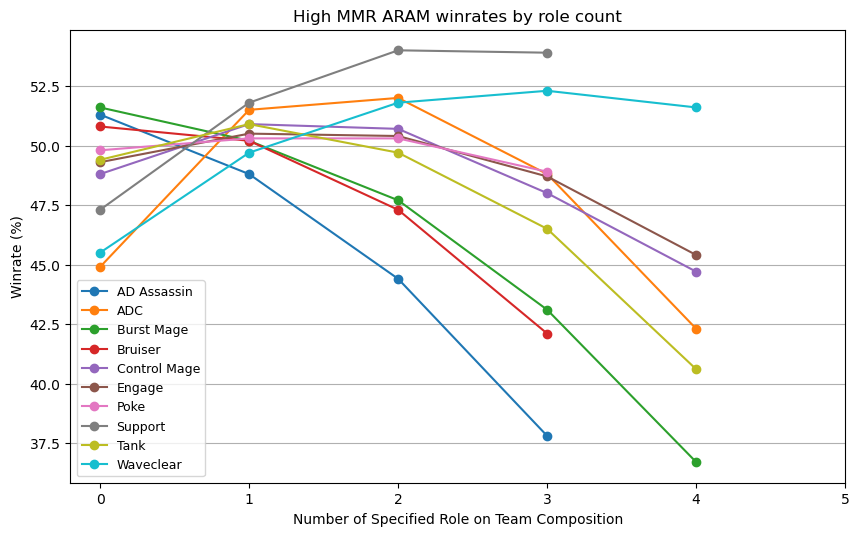 High MMR ARAM winrates by role count
Winrate (%)
52.5
50.0
47.5
45.0
42.5
40.0
37.5
AD Assassin
ADC
Burst Mage
Bruiser
Control Mage
Engage
Poke
Support
Tank
Waveclear
0 1 2 3 4 5
Number of Specified Role on Team Composition